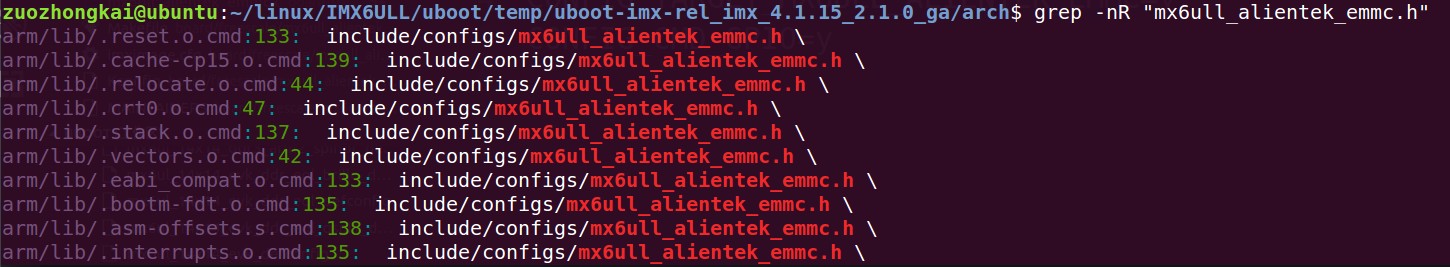 zuozhongkai@ubuntu:~/linux/IMX6ULL/uboot/temp/uboot-imx-rel_imx_4.1.15_2.1.0_ga/arch$ grep -nR "mx6ull_alientek_emmc.h"
arm/lib/.reset.o.cmd:133:  include/configs/mx6ull_alientek_emmc.h \
arm/lib/.cache-cp15.o.cmd:139:  include/configs/mx6ull_alientek_emmc.h \
arm/lib/.relocate.o.cmd:44:  include/configs/mx6ull_alientek_emmc.h \
arm/lib/.crt0.o.cmd:47:  include/configs/mx6ull_alientek_emmc.h \
arm/lib/.stack.o.cmd:137:  include/configs/mx6ull_alientek_emmc.h \
arm/lib/.vectors.o.cmd:42:  include/configs/mx6ull_alientek_emmc.h \
arm/lib/.eabi_compat.o.cmd:133:  include/configs/mx6ull_alientek_emmc.h \
arm/lib/.bootm-fdt.o.cmd:135:  include/configs/mx6ull_alientek_emmc.h \
arm/lib/.asm-offsets.s.cmd:138:  include/configs/mx6ull_alientek_emmc.h \
arm/lib/.interrupts.o.cmd:135:  include/configs/mx6ull_alientek_emmc.h \